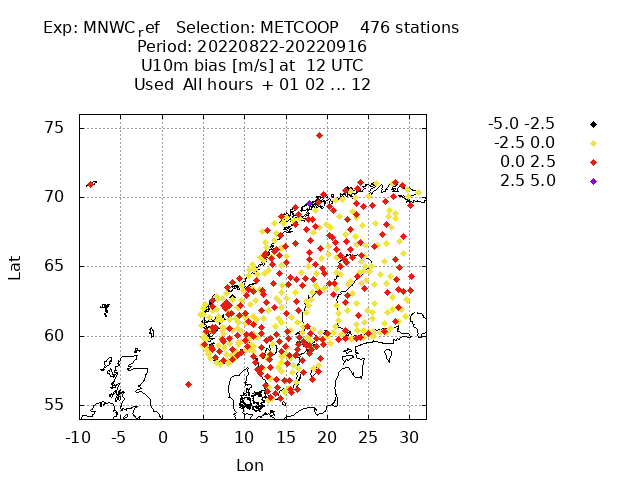 Exp: MNWC_ref   Selection: METCOOP    476 stations
Period: 20220822-20220916
U10m bias [m/s] at  12 UTC
Used  All hours  + 01 02 ... 12
-5.0 -2.5
-2.5 0.0
0.0 2.5
2.5 5.0
75
70
65
60
55
-10 -5 0 5 10 15 20 25 30
Lat
Lon